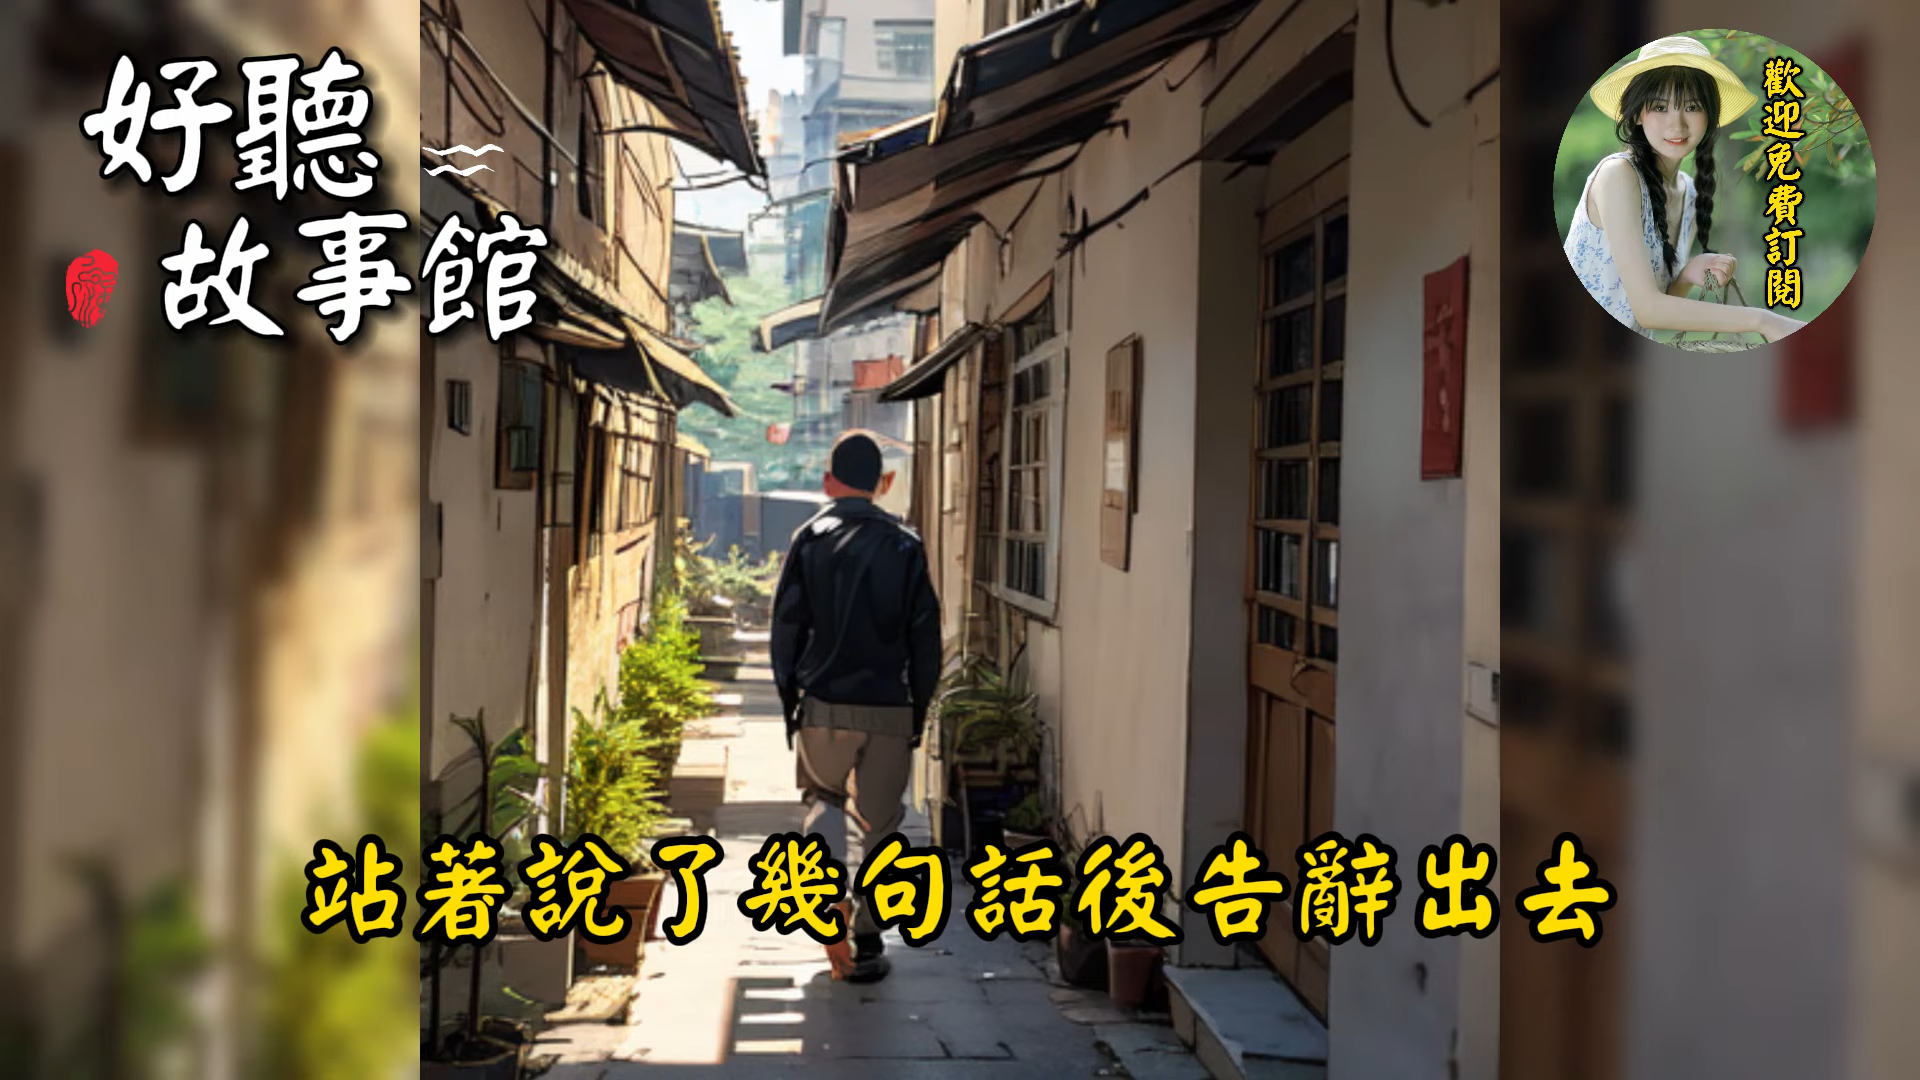 好聽
故事館
歡迎免費訂閱
站著說了幾句話後告辭出去